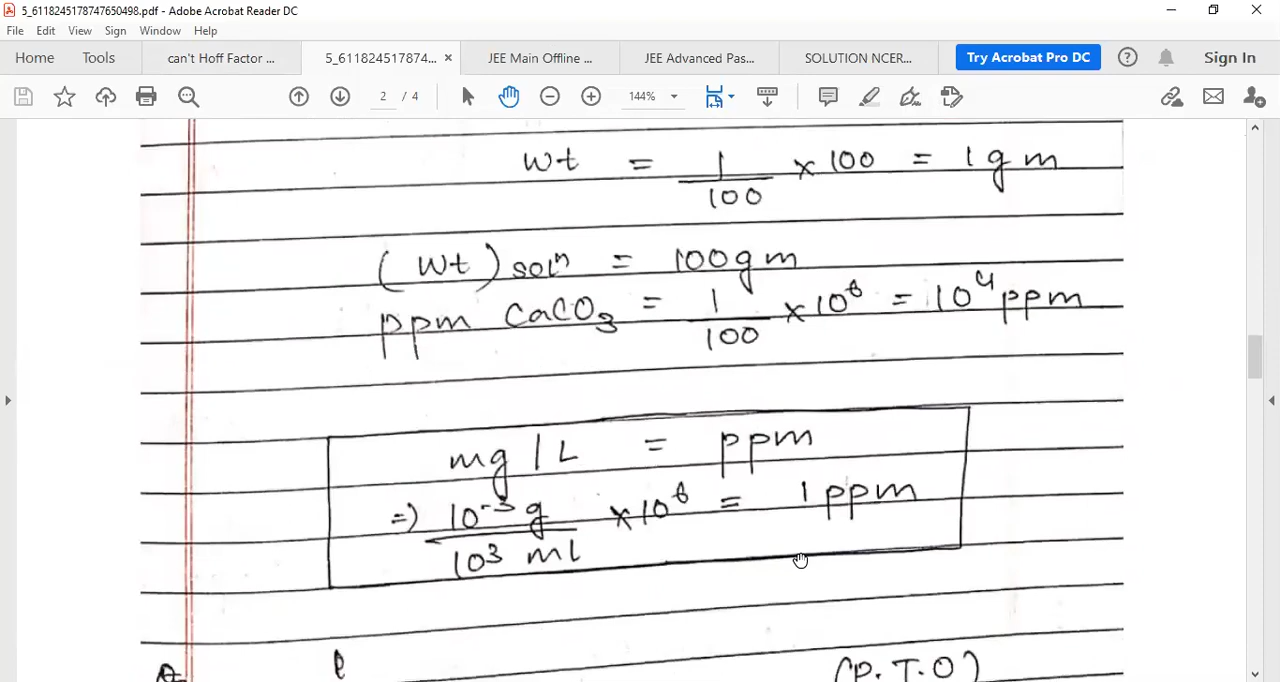 5_6118245178747650498.pdf - Adobe Acrobat Reader DC
File Edit View Sign Window Help
Home Tools can't Hoff Factor ... 5_611824517874... × JEE Main Offline ... JEE Advanced Pas... SOLUTION NCER... Try Acrobat Pro DC Sign In
2 / 4 144%
Wt = 1/100 × 100 = 1 gm
(Wt) solⁿ = 100 gm
ppm CaCO₃ = 1/100 × 10⁶ = 10⁴ ppm
mg / L = ppm
=> 10⁻³ g / 10³ ml × 10⁶ = 1 ppm
(P.T.O)